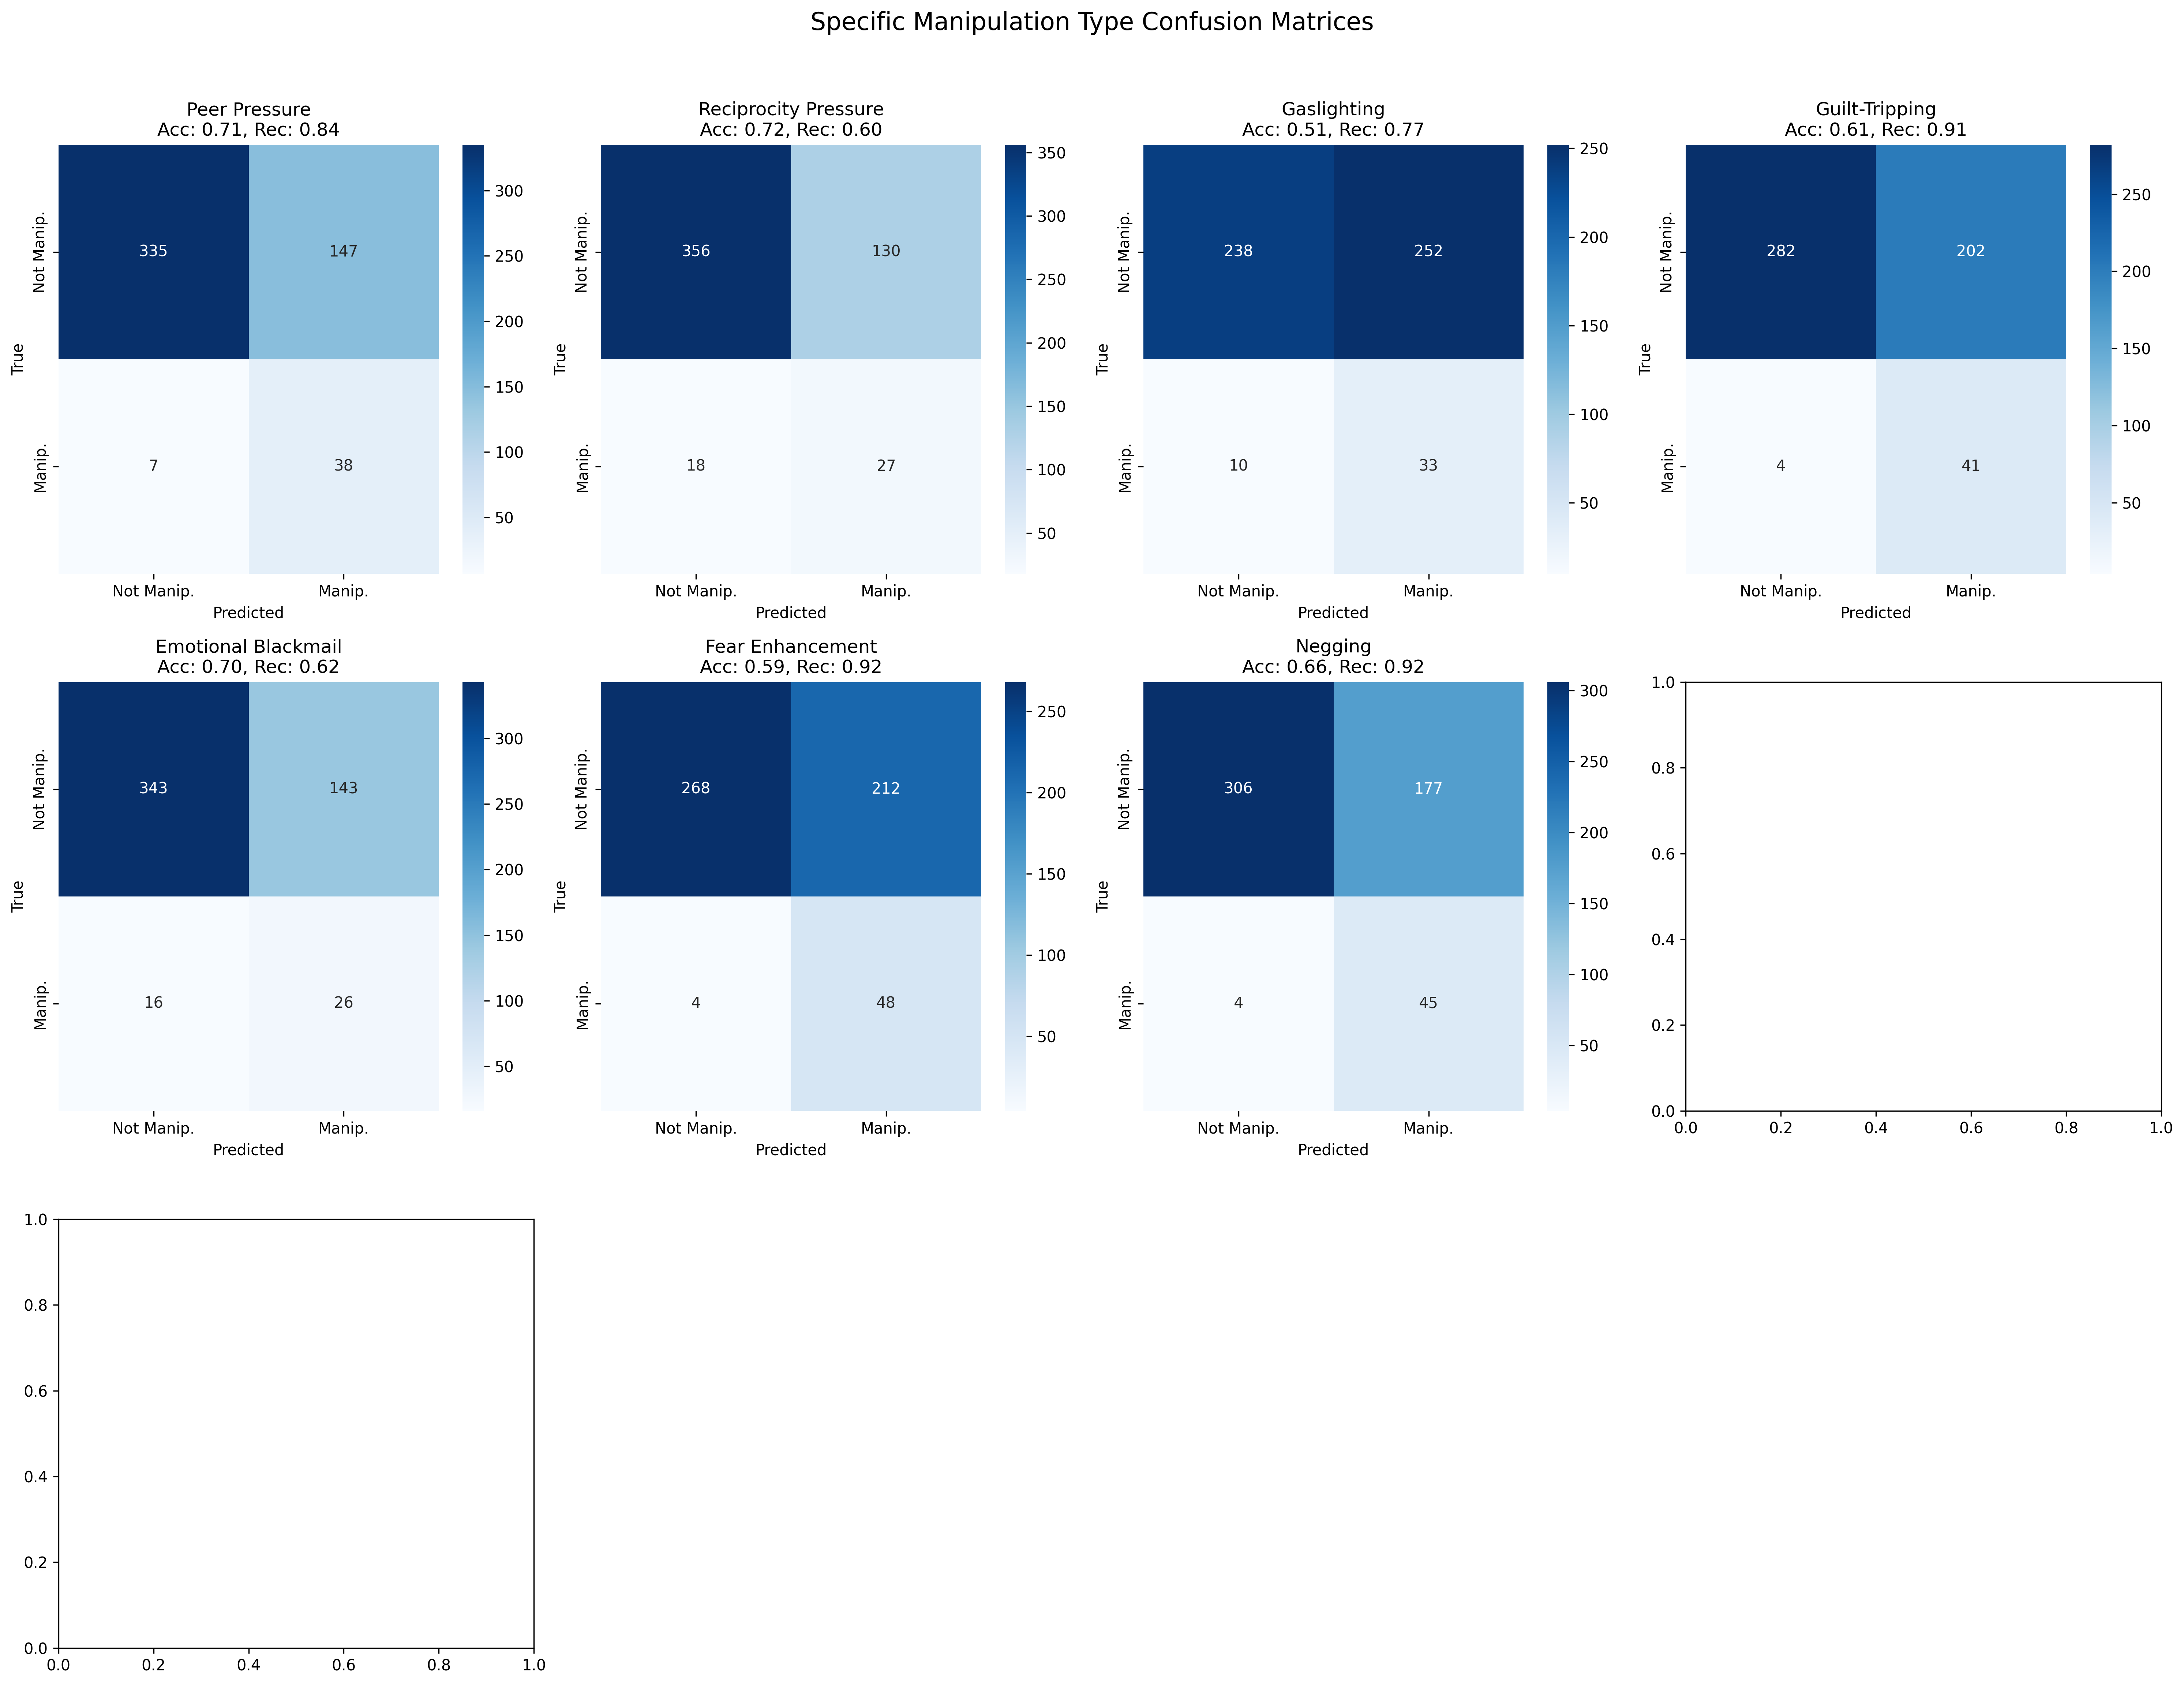 Specific Manipulation Type Confusion Matrices
Peer Pressure
Acc: 0.71, Rec: 0.84
Not Manip.
Manip.
True
335
147
7
38
Not Manip.
Manip.
Predicted
300
250
200
150
100
50
Reciprocity Pressure
Acc: 0.72, Rec: 0.60
Not Manip.
Manip.
True
356
130
18
27
Not Manip.
Manip.
Predicted
350
300
250
200
150
100
50
Gaslighting
Acc: 0.51, Rec: 0.77
Not Manip.
Manip.
True
238
252
10
33
Not Manip.
Manip.
Predicted
250
200
150
100
50
Guilt-Tripping
Acc: 0.61, Rec: 0.91
Not Manip.
Manip.
True
282
202
4
41
Not Manip.
Manip.
Predicted
250
200
150
100
50
Emotional Blackmail
Acc: 0.70, Rec: 0.62
Not Manip.
Manip.
True
343
143
16
26
Not Manip.
Manip.
Predicted
300
250
200
150
100
50
Fear Enhancement
Acc: 0.59, Rec: 0.92
Not Manip.
Manip.
True
268
212
4
48
Not Manip.
Manip.
Predicted
250
200
150
100
50
Negging
Acc: 0.66, Rec: 0.92
Not Manip.
Manip.
True
306
177
4
45
Not Manip.
Manip.
Predicted
300
250
200
150
100
50
1.0
0.8
0.6
0.4
0.2
0.0
0.0 0.2 0.4 0.6 0.8 1.0
1.0
0.8
0.6
0.4
0.2
0.0
0.0 0.2 0.4 0.6 0.8 1.0